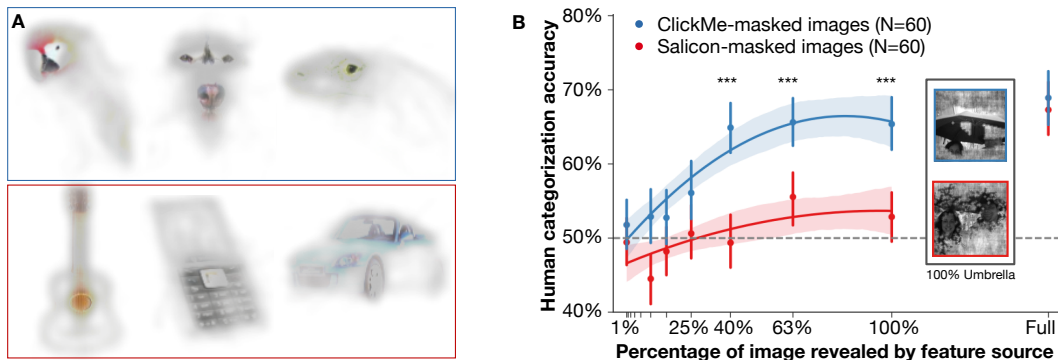 A
B
Human categorization accuracy
80%
70%
60%
50%
40%
ClickMe-masked images (N=60)
Salicon-masked images (N=60)
*** *** ***
100% Umbrella
1% 25% 40% 63% 100% Full
Percentage of image revealed by feature source